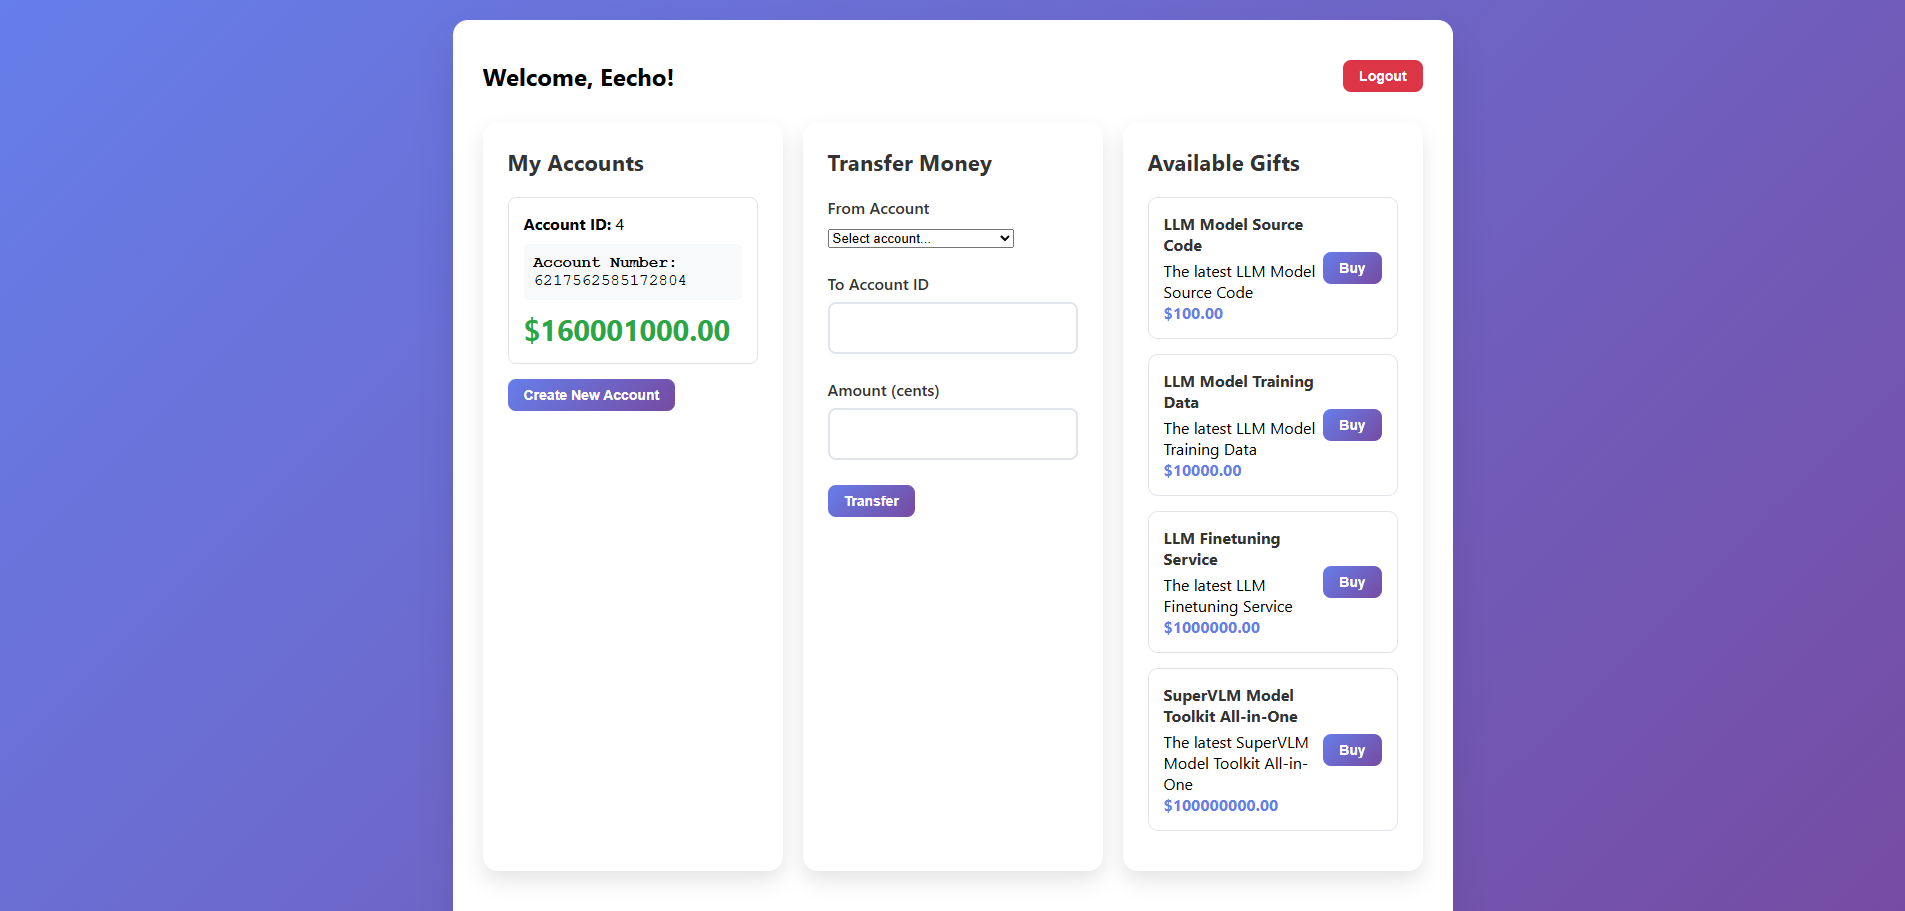 Welcome, Eecho!
Logout
My Accounts
Account ID: 4
Account Number:
6217562585172804
$160001000.00
Create New Account
Transfer Money
From Account
Select account...
To Account ID
Amount (cents)
Transfer
Available Gifts
LLM Model Source
Code
The latest LLM Model
Source Code
$100.00
Buy
LLM Model Training
Data
The latest LLM Model
Training Data
$10000.00
Buy
LLM Finetuning
Service
The latest LLM
Finetuning Service
$1000000.00
Buy
SuperVLM Model
Toolkit All-in-One
The latest SuperVLM
Model Toolkit All-in-
One
$100000000.00
Buy